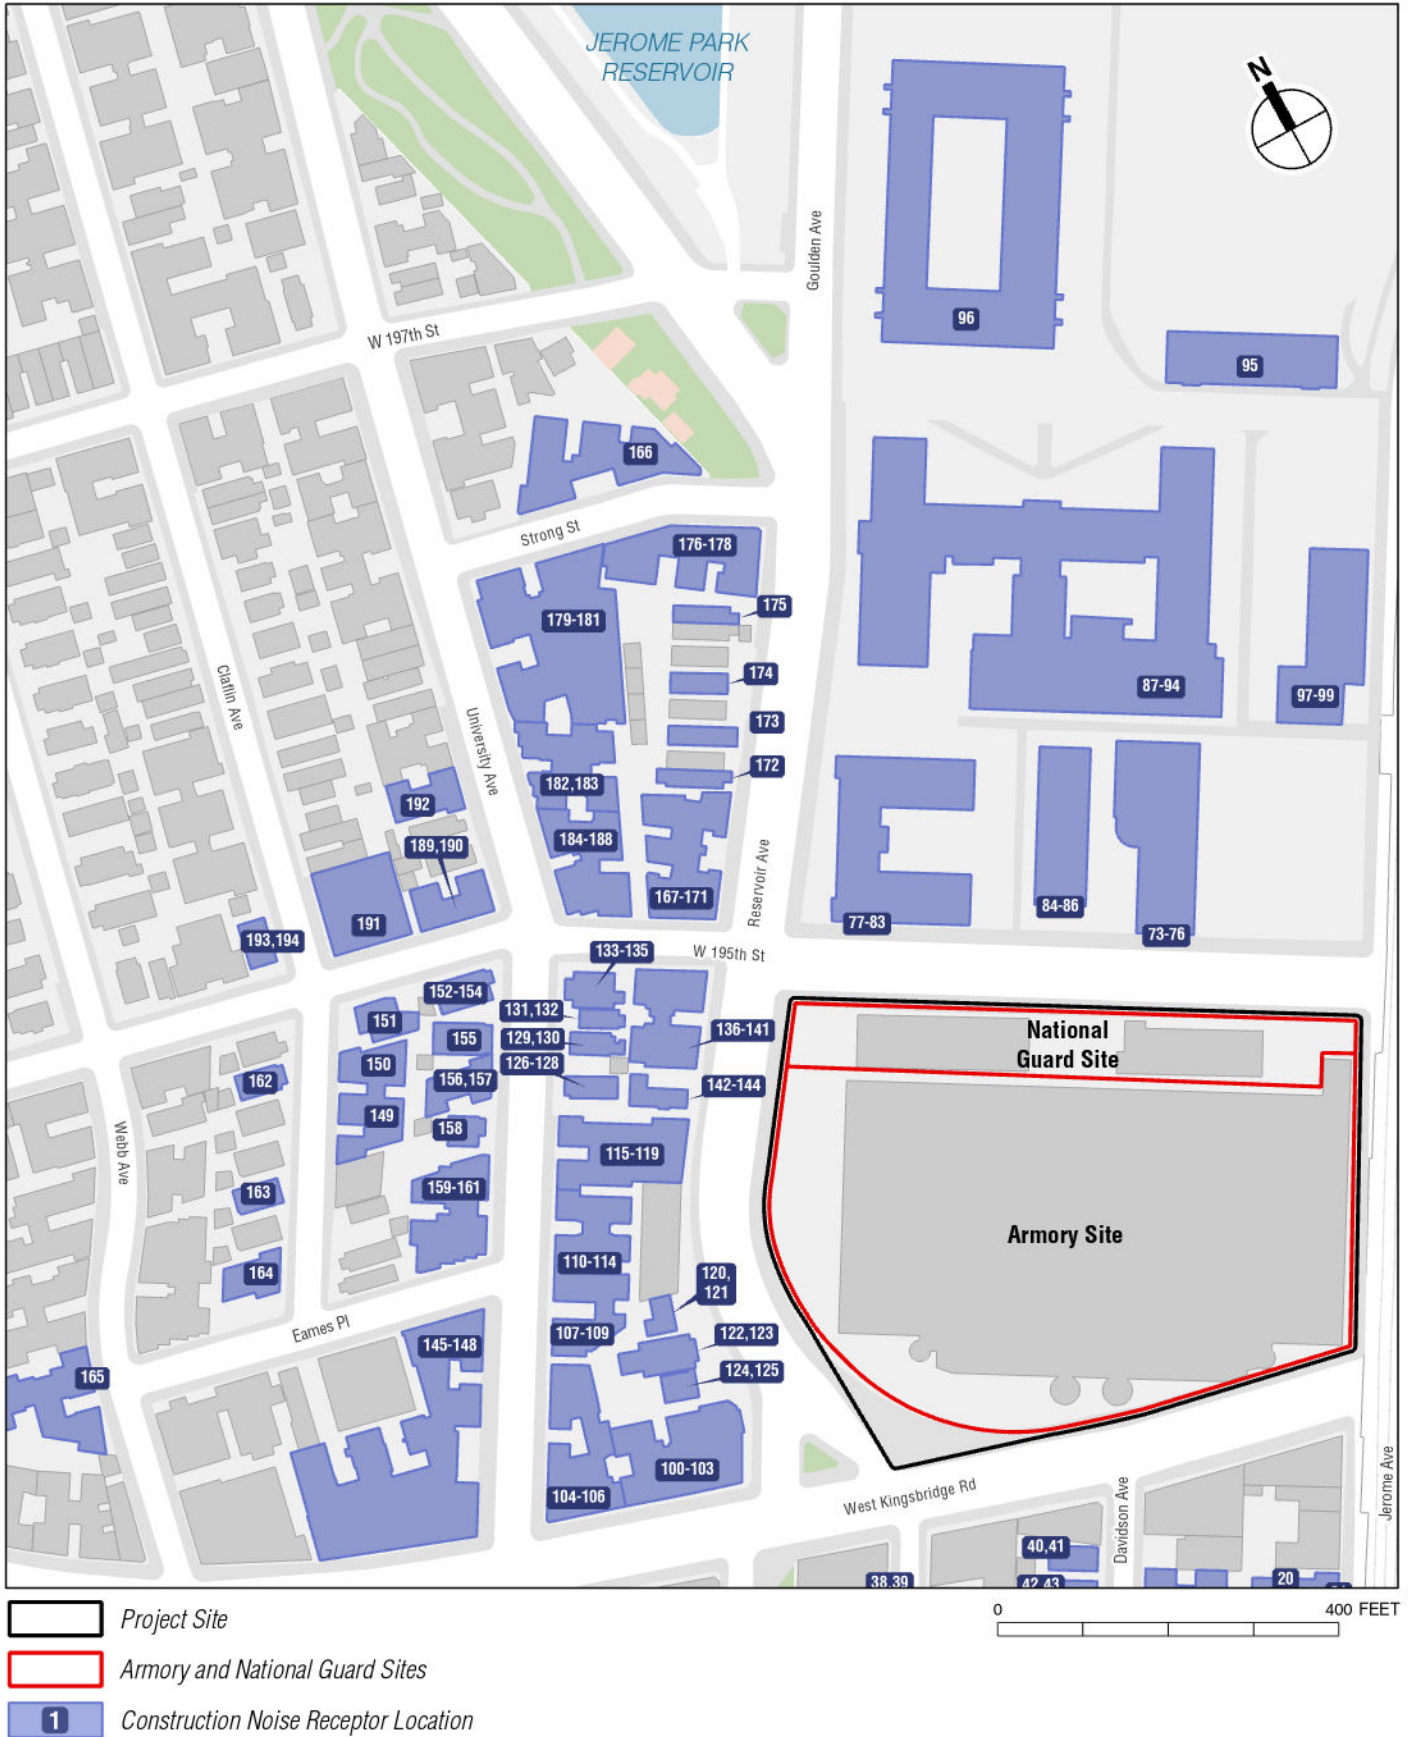 JEROME PARK
RESERVOIR
N
Goulden Ave
96
W 197th St
95
166
Strong St
176-178
175
179-181
174
87-94
97-99
173
Claflin Ave
University Ave
172
182,183
192
184-188
189,190
Reservoir Ave
167-171
84-86
191
77-83
73-76
193,194
133-135
W 195th St
152-154
131,132
151
136-141
National
Guard Site
155
129,130
150
126-128
162
156,157
142-144
149
158
Webb Ave
115-119
159-161
163
Armory Site
110-114
164
120,
121
Eames Pl
107-109
122,123
145-148
124,125
165
100-103
104-106
West Kingsbridge Rd
Davidson Ave
Jerome Ave
40,41
38,39
42,43
20
0 400 FEET
Project Site
Armory and National Guard Sites
1 Construction Noise Receptor Location